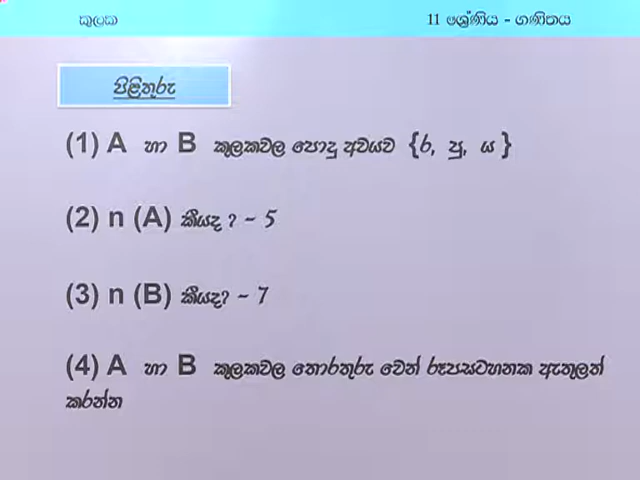 කුලක
11 ශ්‍රේණිය - ගණිතය
පිළිතුරු
(1) A හා B කුලකවල පොදු අවයව {ර, පු, ය }
(2) n (A) කීයද ? - 5
(3) n (B) කීයද? - 7
(4) A හා B කුලකවල තොරතුරු වෙන් රූපසටහනක ඇතුලත්
කරන්න